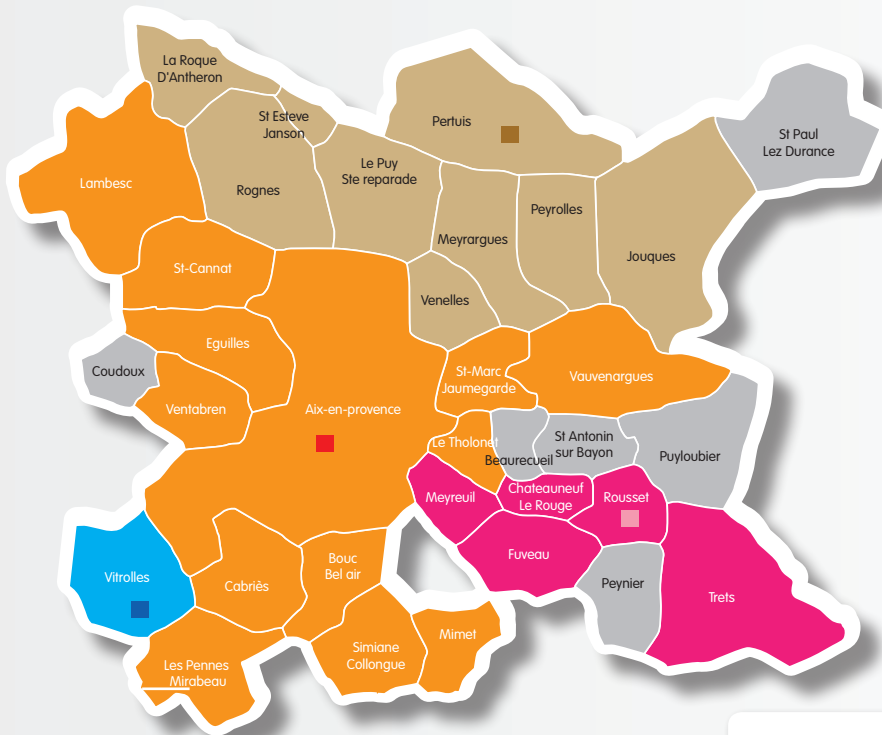 La Roque
D'Antheron
St Esteve
Janson
Pertuis
St Paul
Lez Durance
Lambesc
Rognes
Le Puy
Ste reparade
Peyrolles
Meyrargues
Jouques
St-Cannat
Venelles
Eguilles
Coudoux
St-Marc
Jaumegarde
Vauvenargues
Ventabren
Aix-en-provence
Le Tholonet
Beaurecueil
St Antonin
sur Bayon
Puyloubier
Meyreuil
Chateauneuf
Le Rouge
Rousset
Fuveau
Bouc
Bel air
Vitrolles
Cabriès
Peynier
Trets
Mimet
Simiane
Collongue
Les Pennes
Mirabeau